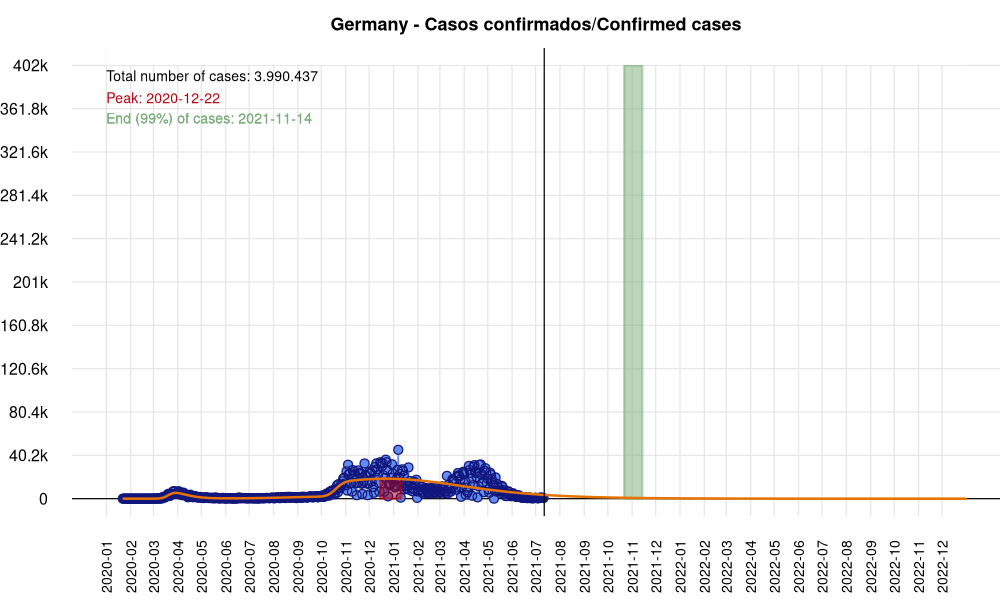 Germany - Casos confirmados/Confirmed cases
402k
Total number of cases: 3.990.437
Peak: 2020-12-22
End (99%) of cases: 2021-11-14
361.8k
321.6k
281.4k
241.2k
201k
160.8k
120.6k
80.4k
40.2k
0
2020-01
2020-02
2020-03
2020-04
2020-05
2020-06
2020-07
2020-08
2020-09
2020-10
2020-11
2020-12
2021-01
2021-02
2021-03
2021-04
2021-05
2021-06
2021-07
2021-08
2021-09
2021-10
2021-11
2021-12
2022-01
2022-02
2022-03
2022-04
2022-05
2022-06
2022-07
2022-08
2022-09
2022-10
2022-11
2022-12